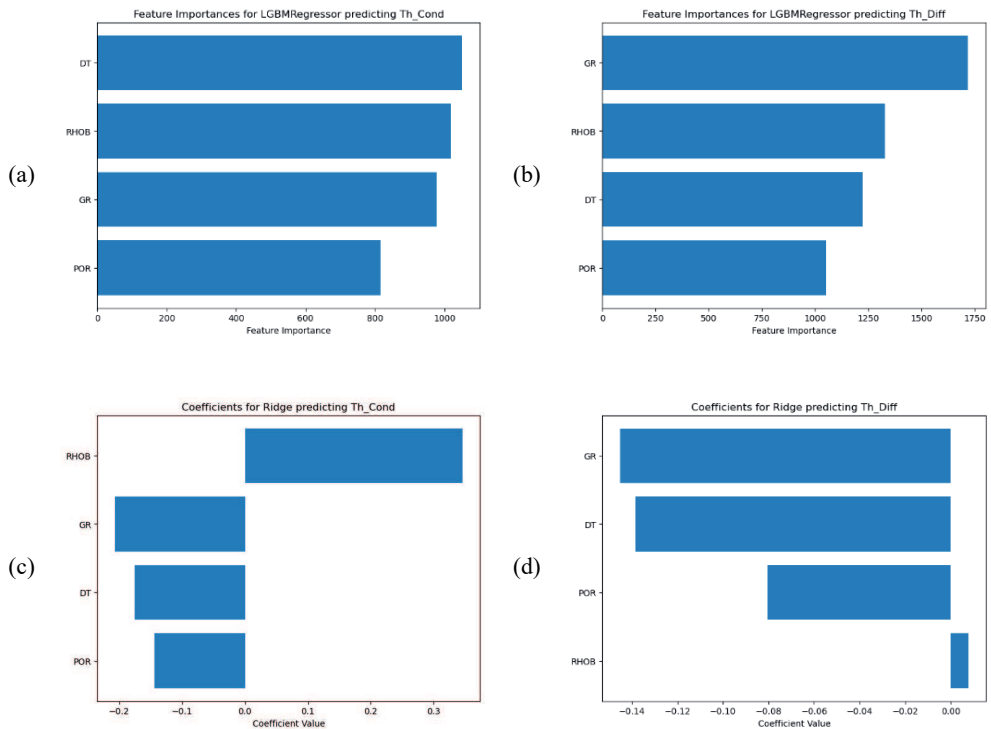 Feature Importances for LGBMRegressor predicting Th_Cond
(a)
DT
RHOB
GR
POR
0 200 400 600 800 1000
Feature Importance
Feature Importances for LGBMRegressor predicting Th_Diff
(b)
GR
RHOB
DT
POR
0 250 500 750 1000 1250 1500 1750
Feature Importance
Coefficients for Ridge predicting Th_Cond
(c)
RHOB
GR
DT
POR
−0.2 −0.1 0.0 0.1 0.2 0.3
Coefficient Value
Coefficients for Ridge predicting Th_Diff
(d)
GR
DT
POR
RHOB
−0.14 −0.12 −0.10 −0.08 −0.06 −0.04 −0.02 0.00
Coefficient Value